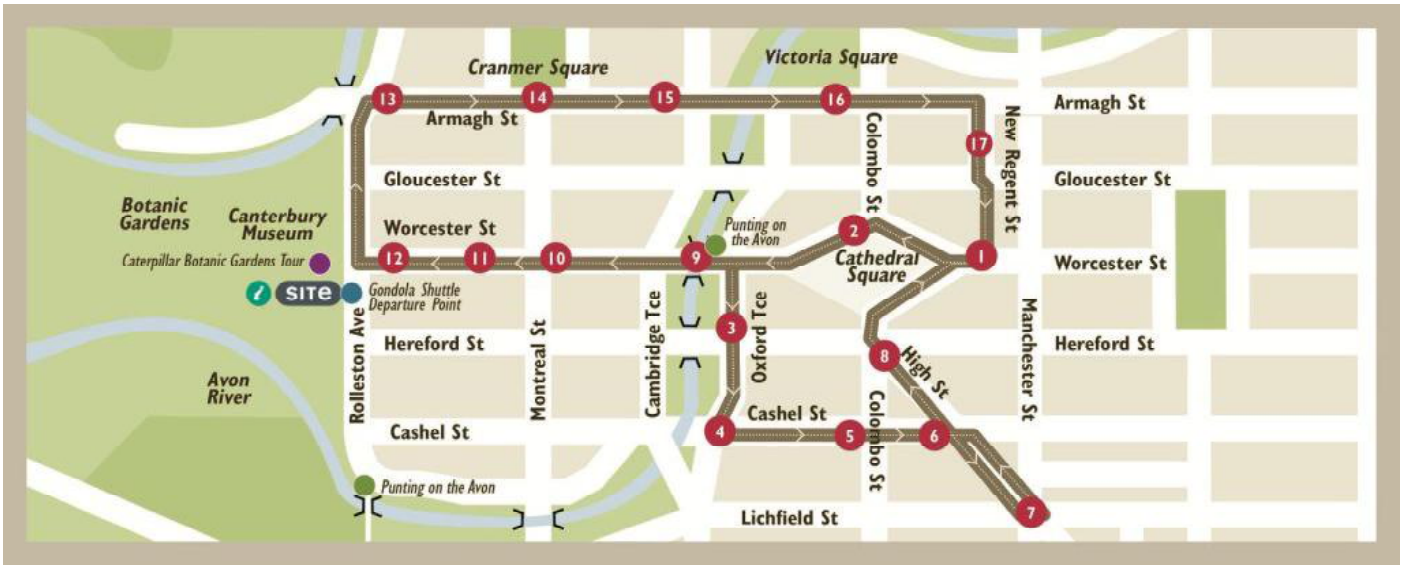 Cranmer Square
Victoria Square
13
14
15
16
Armagh St
Armagh St
17
New Regent St
Colombo St
Gloucester St
Gloucester St
Botanic
Gardens
Canterbury
Museum
Worcester St
Punting on
the Avon
2
Cathedral
Square
1
Worcester St
Caterpillar Botanic Gardens Tour
12
11
10
9
i SITE
Gondola Shuttle
Departure Point
Rolleston Ave
Montreal St
Cambridge Tce
Oxford Tce
3
Hereford St
Hereford St
8
High St
Manchester St
Avon
River
Cashel St
Cashel St
4
5
6
Colombo St
Punting on the Avon
7
Lichfield St